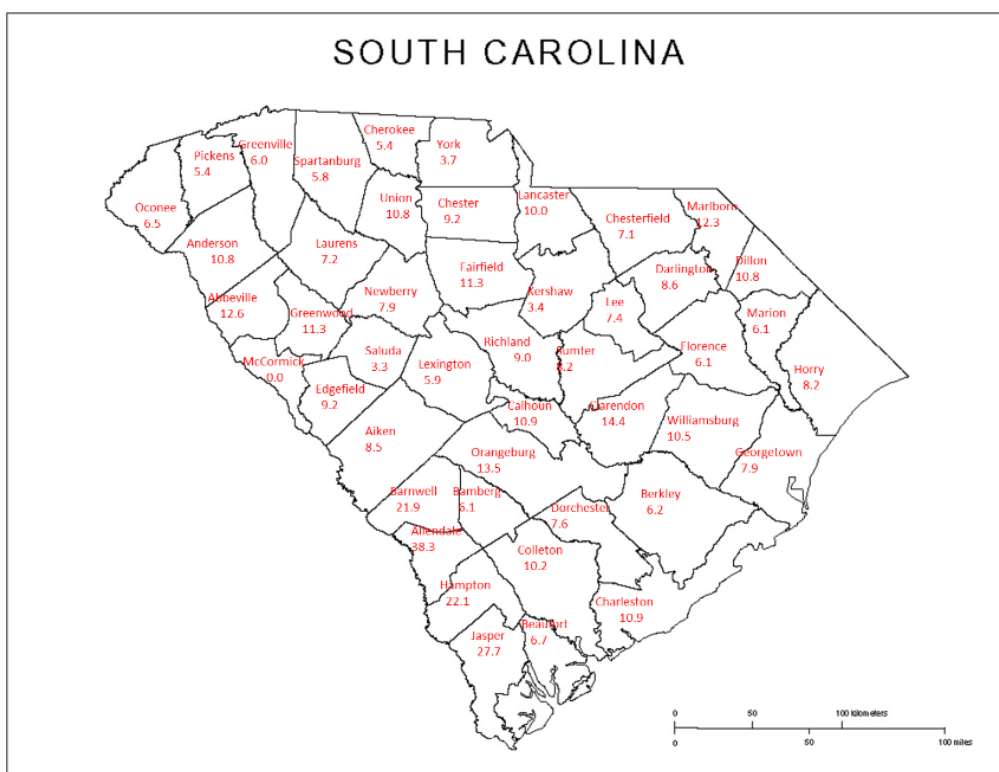 SOUTH CAROLINA
Cherokee
5.4
York
3.7
Greenville
6.0
Pickens
5.4
Spartanburg
5.8
Oconee
6.5
Union
10.8
Chester
9.2
Lancaster
10.0
Chesterfield
7.1
Marlboro
12.3
Anderson
10.8
Laurens
7.2
Fairfield
11.3
Darlington
8.6
Dillon
10.8
Abbeville
12.6
Greenwood
11.3
Newberry
7.9
Kershaw
3.4
Lee
7.4
Marion
6.1
McCormick
0.0
Saluda
3.3
Lexington
5.9
Richland
9.0
Sumter
8.2
Florence
6.1
Horry
8.2
Edgefield
9.2
Calhoun
10.9
Clarendon
14.4
Williamsburg
10.5
Aiken
8.5
Orangeburg
13.5
Georgetown
7.9
Barnwell
21.9
Bamberg
6.1
Dorchester
7.6
Berkley
6.2
Allendale
38.3
Colleton
10.2
Hampton
22.1
Charleston
10.9
Jasper
27.7
Beaufort
6.7
0 50 100 kilometers
0 50 100 miles